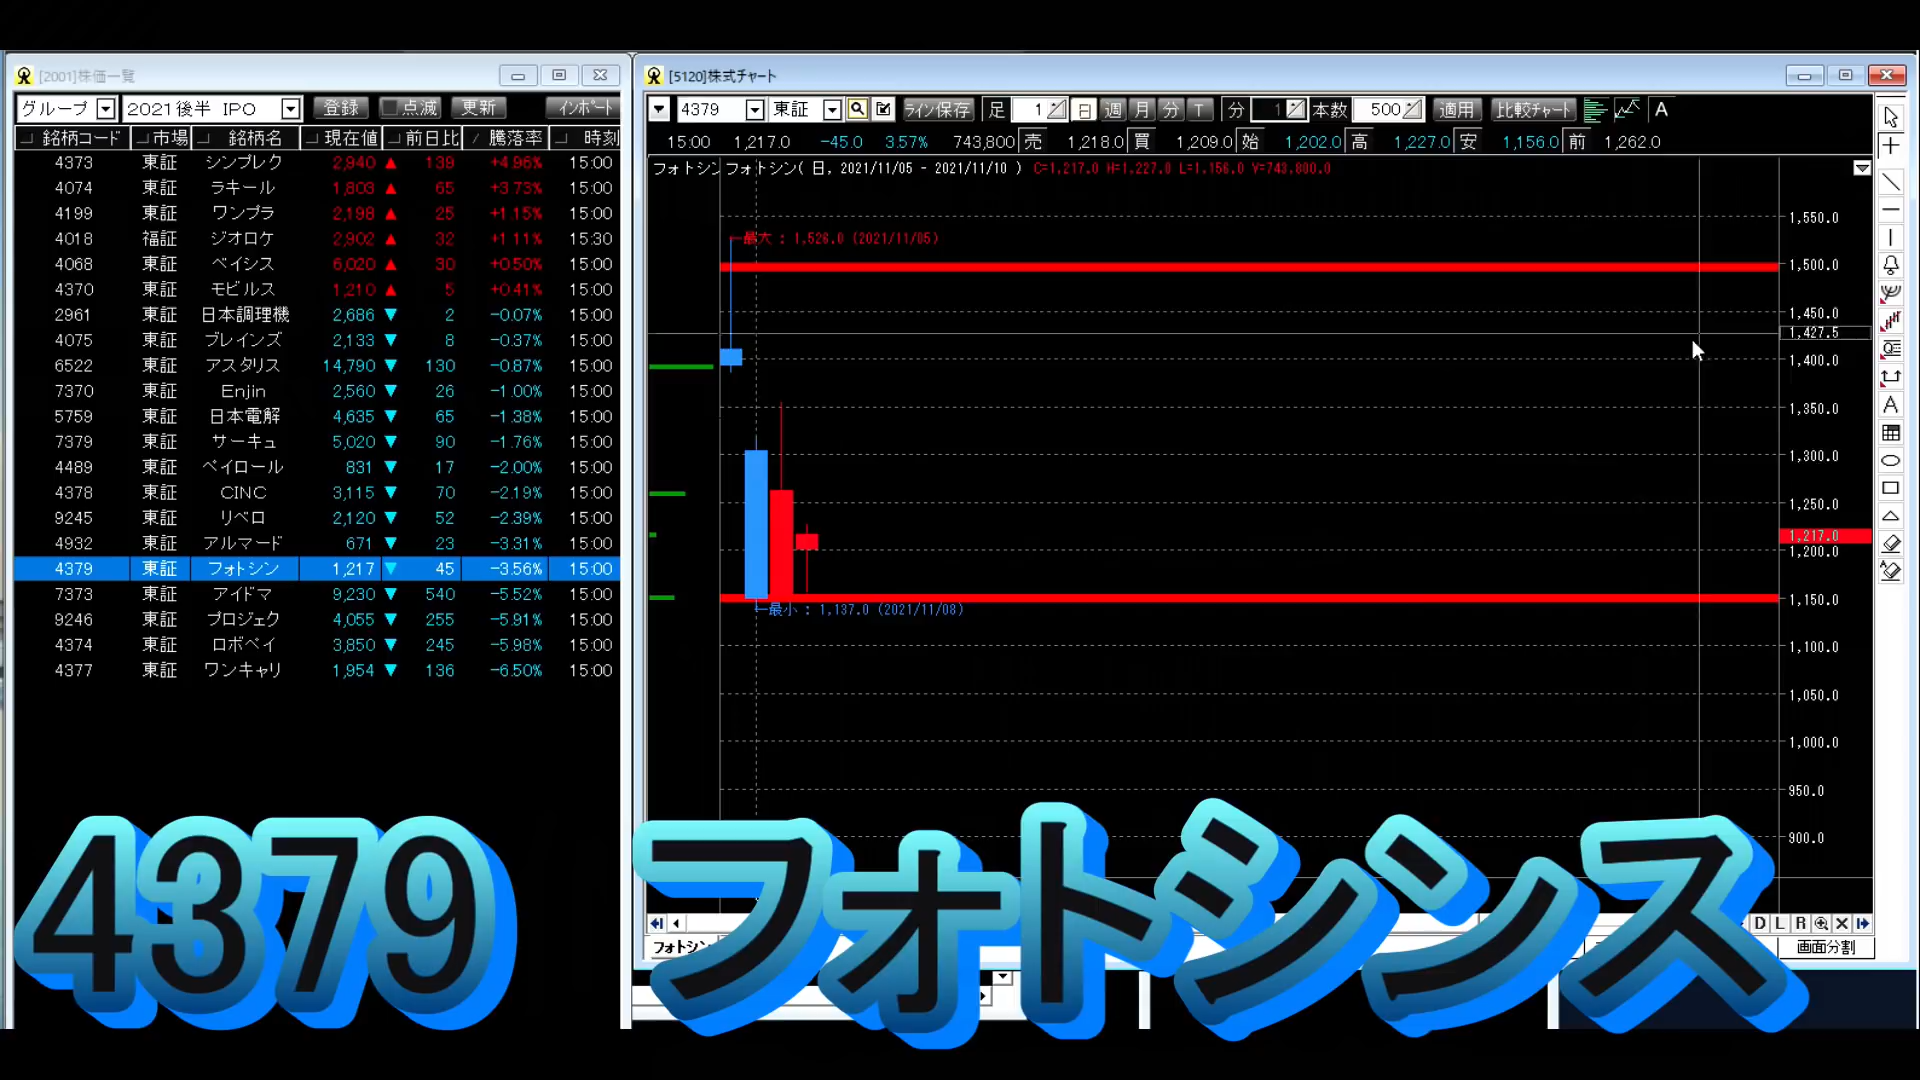 [2001]株価一覧
グループ 2021後半 IPO 登録 点滅 更新 インポート
銘柄コード 市場 銘柄名 現在値 前日比 騰落率 時刻
4373 東証 シンプレク 2,940 ▲ 139 +4.96% 15:00
4074 東証 ラキール 1,803 ▲ 65 +3.73% 15:00
4199 東証 ワンプラ 2,198 ▲ 25 +1.15% 15:00
4018 福証 ジオロケ 2,902 ▲ 32 +1.11% 15:30
4068 東証 ベイシス 6,020 ▲ 30 +0.50% 15:00
4370 東証 モビルス 1,210 ▲ 5 +0.41% 15:00
2961 東証 日本調理機 2,686 ▼ 2 -0.07% 15:00
4075 東証 ブレインズ 2,133 ▼ 8 -0.37% 15:00
6522 東証 アスタリス 14,790 ▼ 130 -0.87% 15:00
7370 東証 Enjin 2,560 ▼ 26 -1.00% 15:00
5759 東証 日本電解 4,635 ▼ 65 -1.38% 15:00
7379 東証 サーキュ 5,020 ▼ 90 -1.76% 15:00
4489 東証 ペイロール 831 ▼ 17 -2.00% 15:00
4378 東証 CINC 3,115 ▼ 70 -2.19% 15:00
9245 東証 リベロ 2,120 ▼ 52 -2.39% 15:00
4932 東証 アルマード 671 ▼ 23 -3.31% 15:00
4379 東証 フォトシン 1,217 ▼ 45 -3.56% 15:00
7373 東証 アイドマ 9,230 ▼ 540 -5.52% 15:00
9246 東証 プロジェク 4,055 ▼ 255 -5.91% 15:00
4374 東証 ロボペイ 3,850 ▼ 245 -5.98% 15:00
4377 東証 ワンキャリ 1,954 ▼ 136 -6.50% 15:00
[5120]株式チャート
4379 東証 ライン保存 足 1 日 週 月 分 T 分 1 本数 500 適用 比較チャート A
15:00 1,217.0 -45.0 3.57% 743,800 売 1,218.0 買 1,209.0 始 1,202.0 高 1,227.0 安 1,156.0 前 1,262.0
フォトシン フォトシン( 日, 2021/11/05 - 2021/11/10 ) C=1,217.0 H=1,227.0 L=1,156.0 V=743,800.0
最大 : 1,526.0 (2021/11/05)
最小 : 1,137.0 (2021/11/08)
1,550.0
1,500.0
1,450.0
1,427.5
1,400.0
1,350.0
1,300.0
1,250.0
1,217.0
1,200.0
1,150.0
1,100.0
1,050.0
1,000.0
950.0
900.0
A
D L R
フォトシン
画面分割
4379 フォトシンス